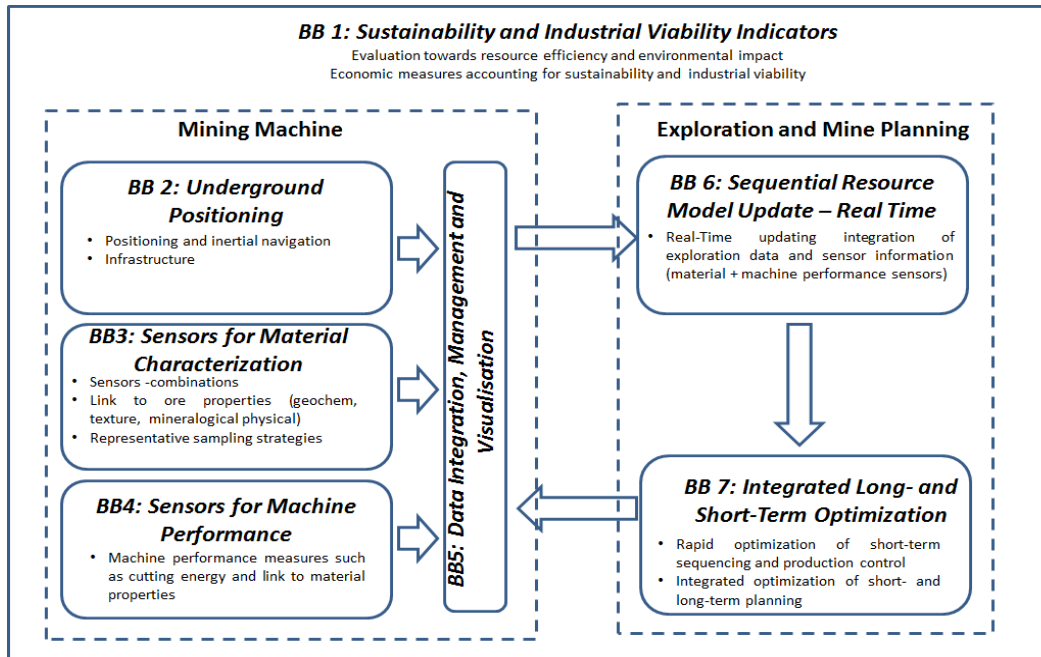 BB 1: Sustainability and Industrial Viability Indicators
Evaluation towards resource efficiency and environmental impact
Economic measures accounting for sustainability and industrial viability
Mining Machine
BB 2: Underground
Positioning
• Positioning and inertial navigation
• Infrastructure
BB3: Sensors for Material
Characterization
• Sensors -combinations
• Link to ore properties (geochem,
texture, mineralogical physical)
• Representative sampling strategies
BB4: Sensors for Machine
Performance
• Machine performance measures such
as cutting energy and link to material
properties
BB5: Data Integration, Management and
Visualisation
Exploration and Mine Planning
BB 6: Sequential Resource
Model Update – Real Time
• Real-Time updating integration of
exploration data and sensor information
(material + machine performance sensors)
BB 7: Integrated Long- and
Short-Term Optimization
• Rapid optimization of short-term
sequencing and production control
• Integrated optimization of short- and
long-term planning